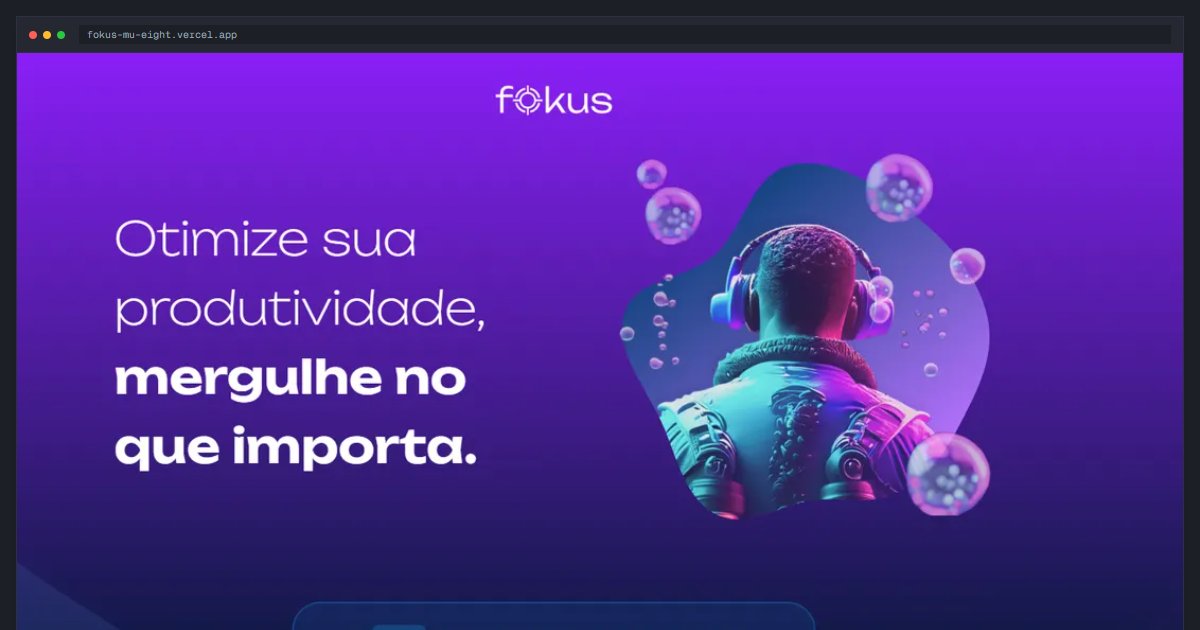 fokus-mu-eight.vercel.app
fokus
Otimize sua
produtividade,
mergulhe no
que importa.